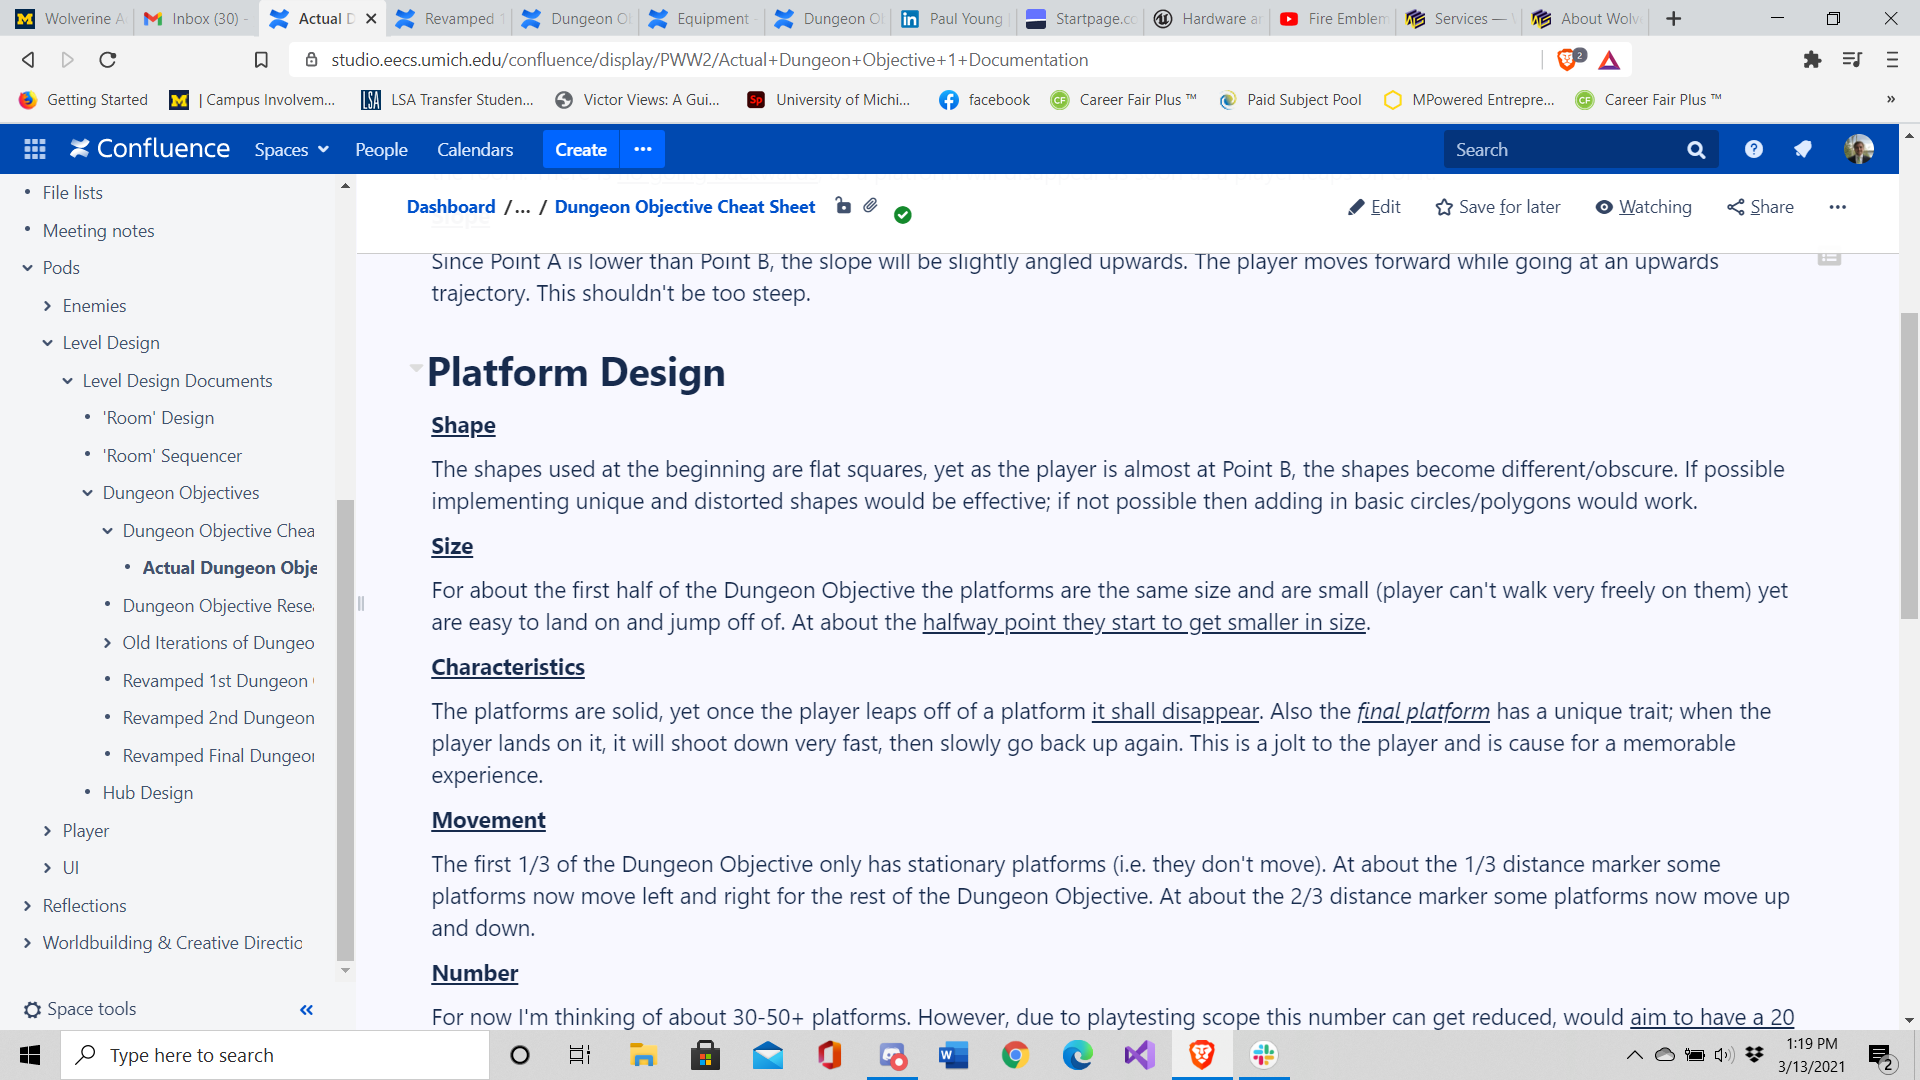 Wolverine A
Inbox (30) -
Actual D
Revamped 1
Dungeon O
Equipment -
Dungeon O
Paul Young
Startpage.co
Hardware an
Fire Emblem
Services —
About Wolv
studio.eecs.umich.edu/confluence/display/PWW2/Actual+Dungeon+Objective+1+Documentation
2
Getting Started
| Campus Involvem...
LSA Transfer Studen...
Victor Views: A Gui...
University of Michi...
facebook
Career Fair Plus ™
Paid Subject Pool
MPowered Entrepre...
Career Fair Plus ™
»
Confluence
Spaces
People
Calendars
Create
Search
File lists
Meeting notes
Pods
Enemies
Level Design
Level Design Documents
'Room' Design
'Room' Sequencer
Dungeon Objectives
Dungeon Objective Chea
Actual Dungeon Obje
Dungeon Objective Resea
Old Iterations of Dungeo
Revamped 1st Dungeon
Revamped 2nd Dungeon
Revamped Final Dungeon
Hub Design
Player
UI
Reflections
Worldbuilding & Creative Directio
Space tools
Dashboard /... / Dungeon Objective Cheat Sheet
Edit
Save for later
Watching
Share
Since Point A is lower than Point B, the slope will be slightly angled upwards. The player moves forward while going at an upwards
trajectory. This shouldn't be too steep.
Platform Design
Shape
The shapes used at the beginning are flat squares, yet as the player is almost at Point B, the shapes become different/obscure. If possible
implementing unique and distorted shapes would be effective; if not possible then adding in basic circles/polygons would work.
Size
For about the first half of the Dungeon Objective the platforms are the same size and are small (player can't walk very freely on them) yet
are easy to land on and jump off of. At about the halfway point they start to get smaller in size.
Characteristics
The platforms are solid, yet once the player leaps off of a platform it shall disappear. Also the final platform has a unique trait; when the
player lands on it, it will shoot down very fast, then slowly go back up again. This is a jolt to the player and is cause for a memorable
experience.
Movement
The first 1/3 of the Dungeon Objective only has stationary platforms (i.e. they don't move). At about the 1/3 distance marker some
platforms now move left and right for the rest of the Dungeon Objective. At about the 2/3 distance marker some platforms now move up
and down.
Number
For now I'm thinking of about 30-50+ platforms. However, due to playtesting scope this number can get reduced, would aim to have a 20
Type here to search
1:19 PM
3/13/2021
2